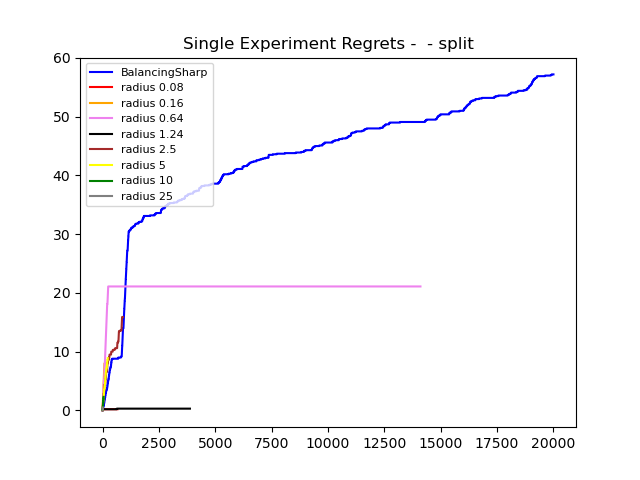 Single Experiment Regrets -  - split
60
50
40
30
20
10
0
BalancingSharp
radius 0.08
radius 0.16
radius 0.64
radius 1.24
radius 2.5
radius 5
radius 10
radius 25
0 2500 5000 7500 10000 12500 15000 17500 20000